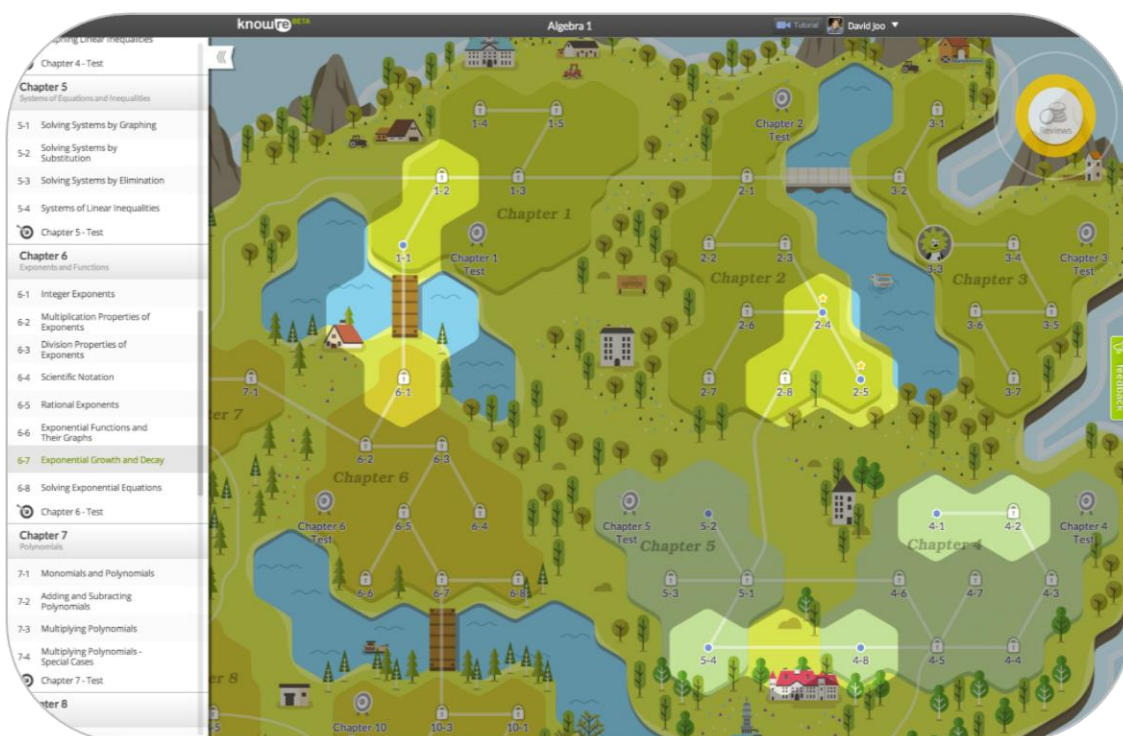 knowre BETA
Algebra 1
Tutorial
David Joo
Graphing Linear Inequalities
Chapter 4 - Test
Chapter 5
Systems of Equations and Inequalities
5-1 Solving Systems by Graphing
5-2 Solving Systems by
Substitution
5-3 Solving Systems by Elimination
5-4 Systems of Linear Inequalities
Chapter 5 - Test
Chapter 6
Exponents and Functions
6-1 Integer Exponents
6-2 Multiplication Properties of
Exponents
6-3 Division Properties of
Exponents
6-4 Scientific Notation
6-5 Rational Exponents
6-6 Exponential Functions and
Their Graphs
6-7 Exponential Growth and Decay
6-8 Solving Exponential Equations
Chapter 6 - Test
Chapter 7
Polynomials
7-1 Monomials and Polynomials
7-2 Adding and Subracting
Polynomials
7-3 Multiplying Polynomials
7-4 Multiplying Polynomials -
Special Cases
Chapter 7 - Test
8
1-4
1-5
Chapter 2
Test
3-1
Reviews
1-2
1-3
2-1
3-2
Chapter 1
1-1
Chapter 1
Test
2-2
2-3
3-3
3-4
Chapter 3
Test
Chapter 2
Chapter 3
2-6
2-4
3-6
3-5
feedback
7-1
6-1
2-7
2-8
2-5
3-7
7
6-2
6-3
Chapter 6
Chapter 6
Test
6-5
6-4
Chapter 5
Test
5-2
4-1
4-2
Chapter 4
Test
Chapter 5
Chapter 4
6-6
6-7
6-8
5-3
5-1
4-6
4-7
4-3
5-4
4-8
4-5
4-4
8
-5
Chapter 10
10-3
10-1